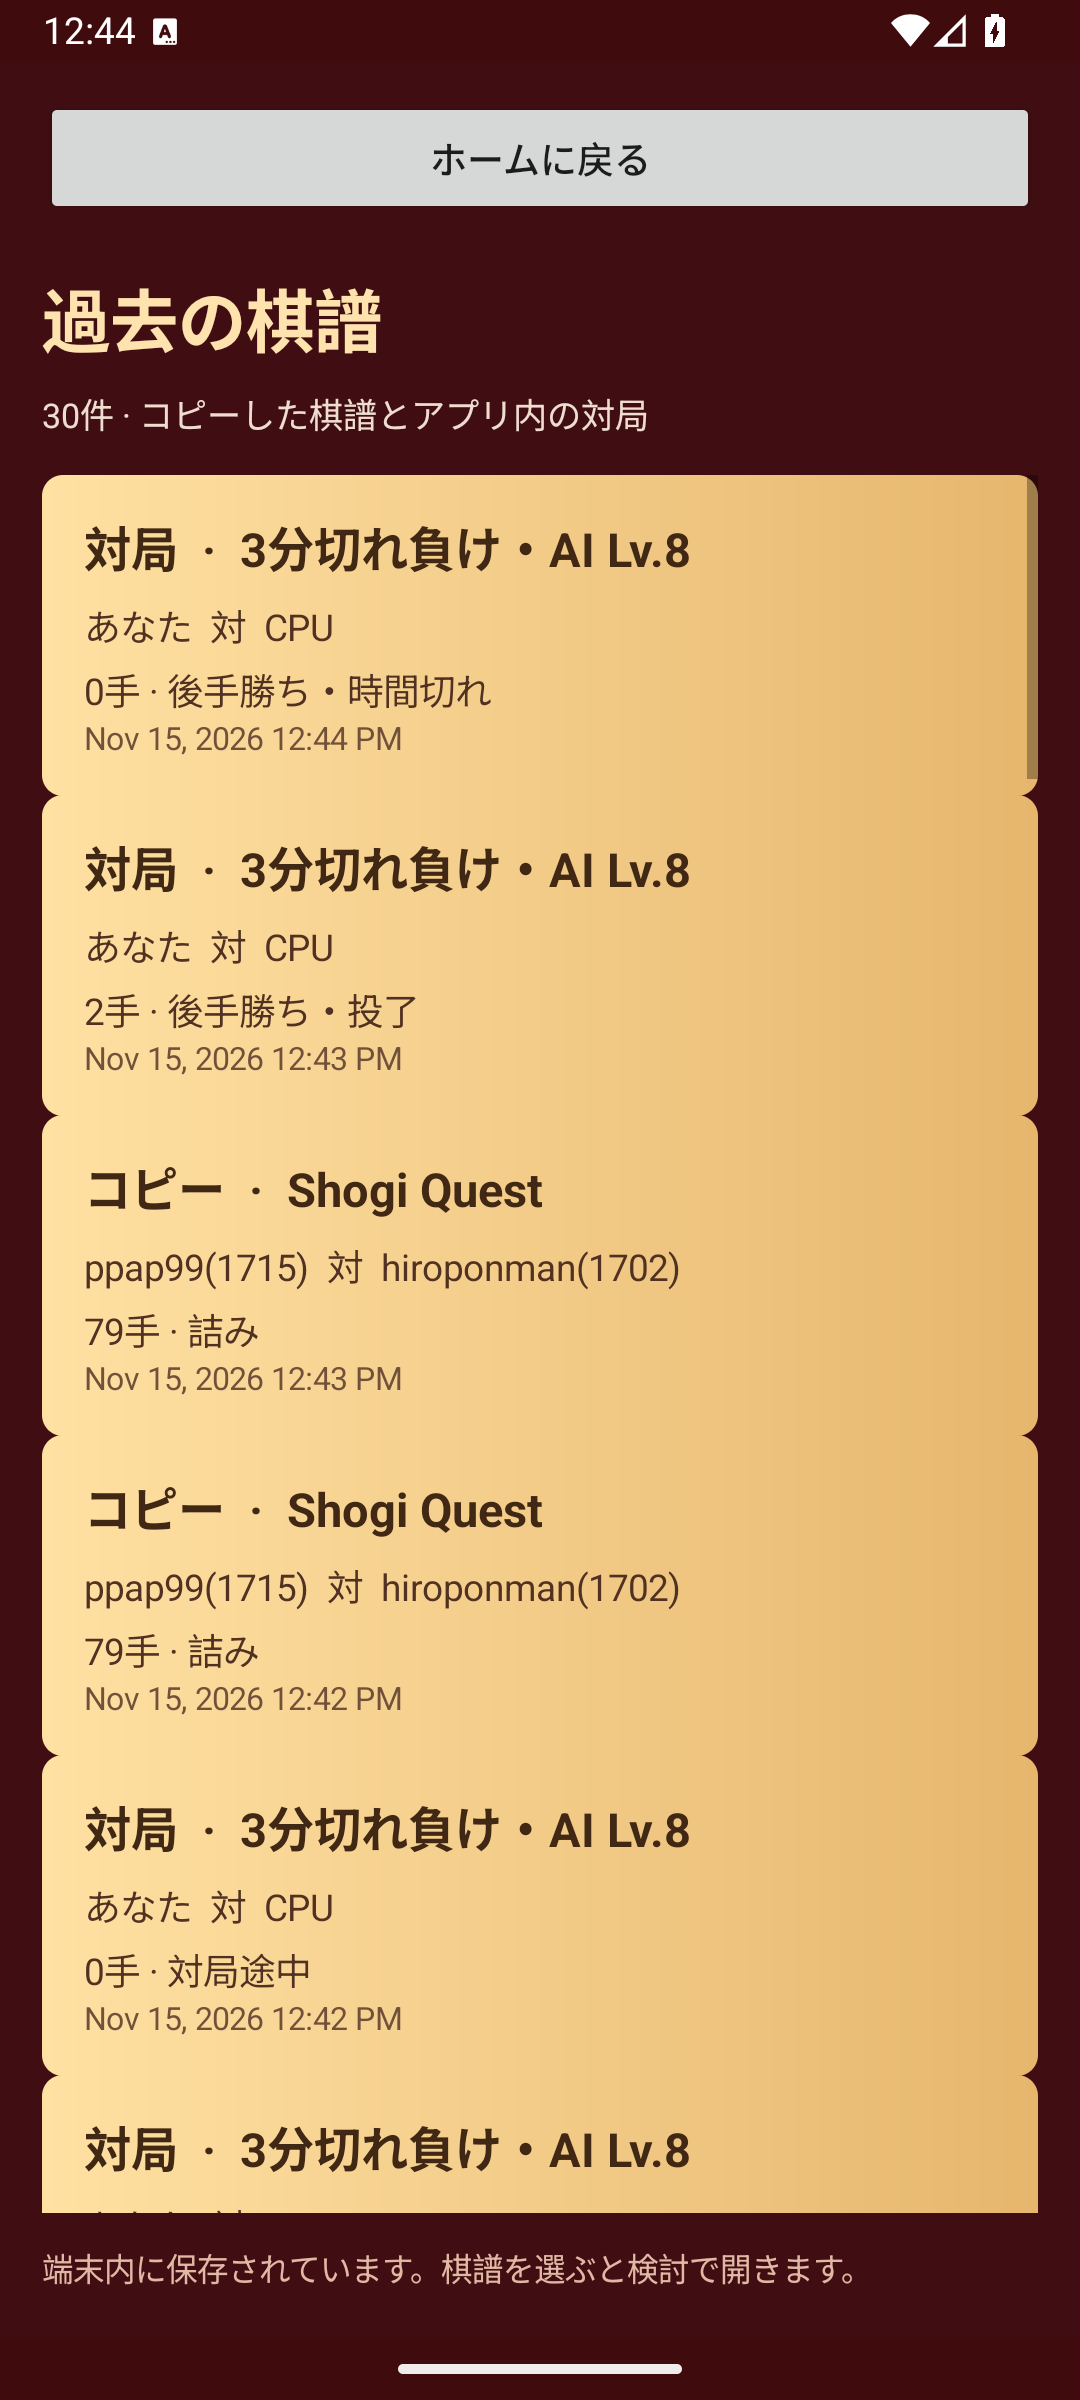 12:44
ホームに戻る
過去の棋譜
30件 · コピーした棋譜とアプリ内の対局
対局 · 3分切れ負け・AI Lv.8
あなた 対 CPU
0手 · 後手勝ち・時間切れ
Nov 15, 2026 12:44 PM
対局 · 3分切れ負け・AI Lv.8
あなた 対 CPU
2手 · 後手勝ち・投了
Nov 15, 2026 12:43 PM
コピー · Shogi Quest
ppap99(1715) 対 hiroponman(1702)
79手 · 詰み
Nov 15, 2026 12:43 PM
コピー · Shogi Quest
ppap99(1715) 対 hiroponman(1702)
79手 · 詰み
Nov 15, 2026 12:42 PM
対局 · 3分切れ負け・AI Lv.8
あなた 対 CPU
0手 · 対局途中
Nov 15, 2026 12:42 PM
対局 · 3分切れ負け・AI Lv.8
端末内に保存されています。棋譜を選ぶと検討で開きます。